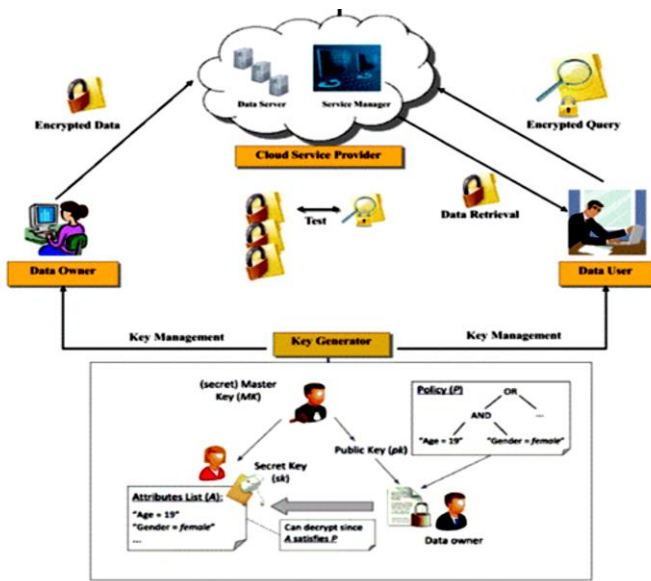 Data Server
Service Manager
Encrypted Data
Encrypted Query
Cloud Service Provider
Test
Data Retrieval
Data Owner
Data User
Key Management
Key Management
Key Generator
(secret) Master
Key (MK)
Policy (P)
OR
AND
...
"Age = 19"
"Gender = female"
Public Key (pk)
Secret Key
(sk)
Attributes List (A):
"Age = 19"
"Gender = female"
...
Can decrypt since
A satisfies P
Data owner